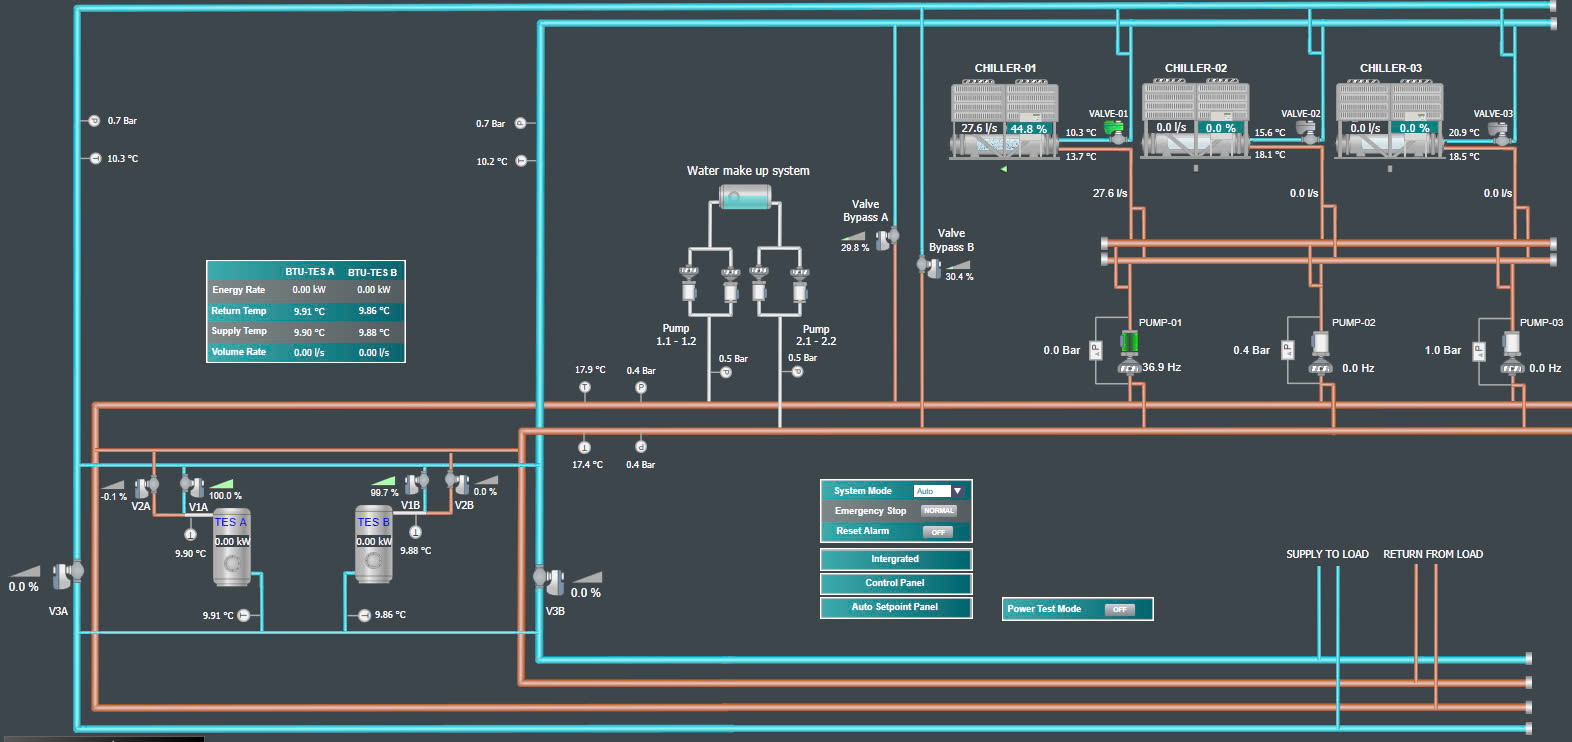 CHILLER-01
CHILLER-02
CHILLER-03
VALVE-01
VALVE-02
VALVE-03
27.6 l/s
44.8 %
10.3 °C
13.7 °C
0.0 l/s
0.0 %
15.6 °C
18.1 °C
0.0 l/s
0.0 %
20.9 °C
18.5 °C
27.6 l/s
0.0 l/s
0.0 l/s
P
0.7 Bar
T
10.3 °C
0.7 Bar
P
10.2 °C
T
Water make up system
Valve
Bypass A
29.8 %
Valve
Bypass B
30.4 %
BTU-TES A
BTU-TES B
Energy Rate
0.00 kW
0.00 kW
Return Temp
9.91 °C
9.86 °C
Supply Temp
9.90 °C
9.88 °C
Volume Rate
0.00 l/s
0.00 l/s
Pump
1.1 - 1.2
Pump
2.1 - 2.2
0.5 Bar
P
0.5 Bar
P
PUMP-01
PUMP-02
PUMP-03
0.0 Bar
ΔP
36.9 Hz
0.4 Bar
ΔP
0.0 Hz
1.0 Bar
ΔP
0.0 Hz
17.9 °C
T
0.4 Bar
P
T
17.4 °C
P
0.4 Bar
-0.1 %
V2A
V1A
100.0 %
99.7 %
V1B
V2B
0.0 %
TES A
0.00 kW
TES B
0.00 kW
T
9.90 °C
T
9.88 °C
9.91 °C
T
T
9.86 °C
0.0 %
V3A
V3B
0.0 %
System Mode
Auto
Emergency Stop
NORMAL
Reset Alarm
OFF
Intergrated
Control Panel
Auto Setpoint Panel
Power Test Mode
OFF
SUPPLY TO LOAD
RETURN FROM LOAD